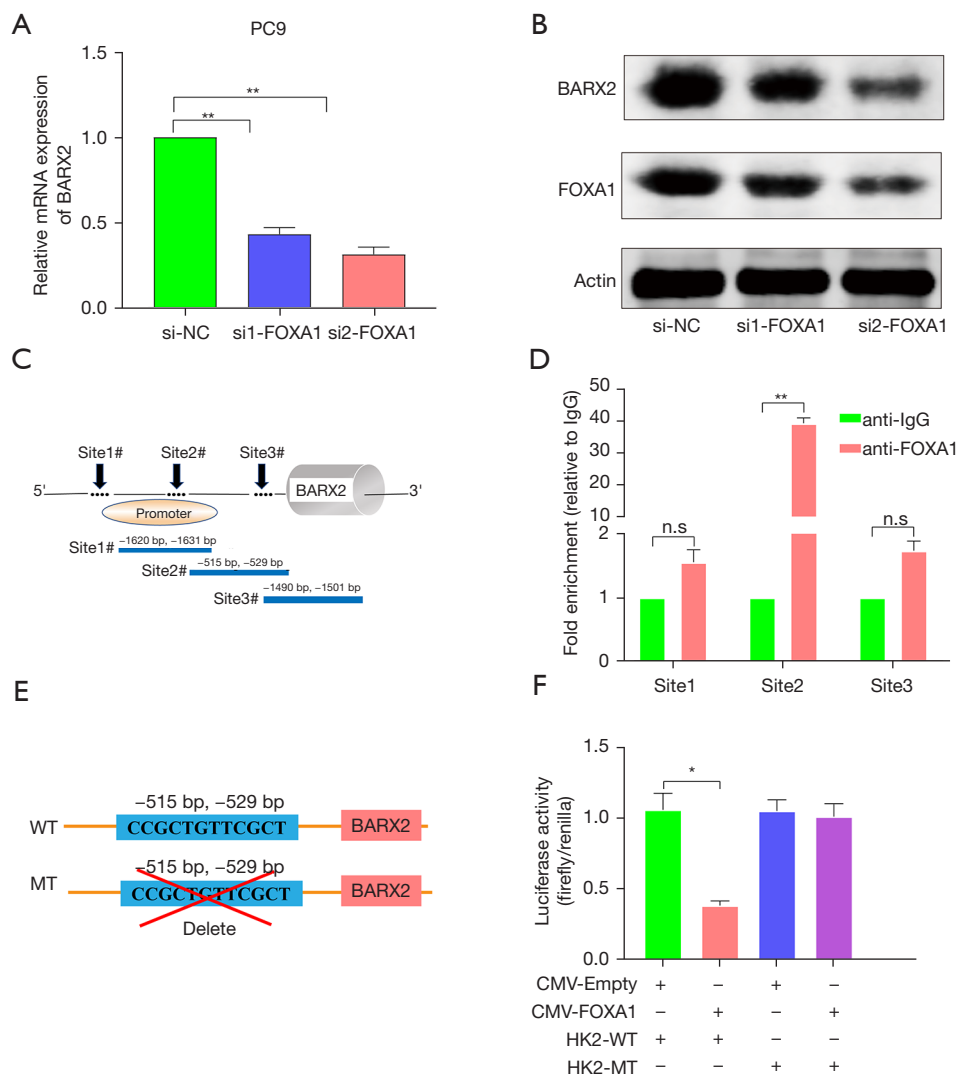 A
PC9
Relative mRNA expression
of BARX2
1.5
1.0
0.5
0.0
**
**
si-NC
si1-FOXA1
si2-FOXA1
B
BARX2
FOXA1
Actin
si-NC
si1-FOXA1
si2-FOXA1
C
Site1#
Site2#
Site3#
5'
BARX2
3'
Promoter
Site1#
−1620 bp, −1631 bp
Site2#
−515 bp, −529 bp
Site3#
−1490 bp, −1501 bp
D
Fold enrichment (relative to IgG)
50
40
30
20
10
2
1
0
n.s
**
n.s
anti-IgG
anti-FOXA1
Site1
Site2
Site3
E
−515 bp, −529 bp
WT
CCGCTGTTCGCT
BARX2
−515 bp, −529 bp
MT
CCGCTGTTCGCT
BARX2
Delete
F
Luciferase activity
(firefly/renilla)
1.5
1.0
0.5
0.0
*
CMV-Empty + − + −
CMV-FOXA1 − + − +
HK2-WT + + − −
HK2-MT − − + +